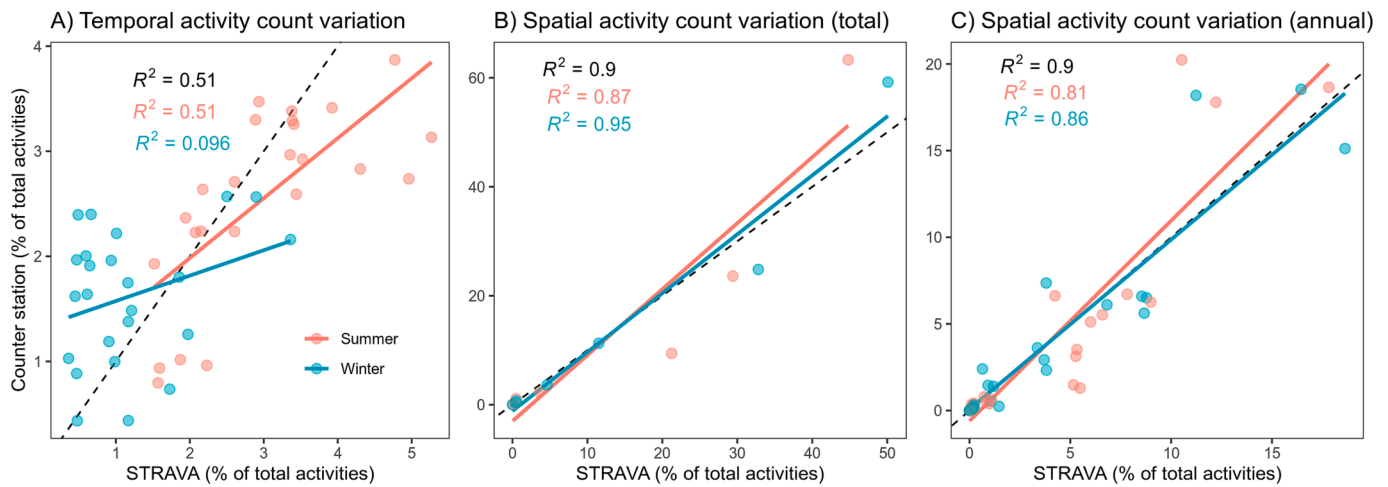 A) Temporal activity count variation
B) Spatial activity count variation (total)
C) Spatial activity count variation (annual)
Counter station (% of total activities)
4
3
2
1
R² = 0.51
R² = 0.51
R² = 0.096
Summer
Winter
1 2 3 4 5
STRAVA (% of total activities)
60
40
20
0
R² = 0.9
R² = 0.87
R² = 0.95
0 10 20 30 40 50
STRAVA (% of total activities)
20
15
10
5
0
R² = 0.9
R² = 0.81
R² = 0.86
0 5 10 15
STRAVA (% of total activities)